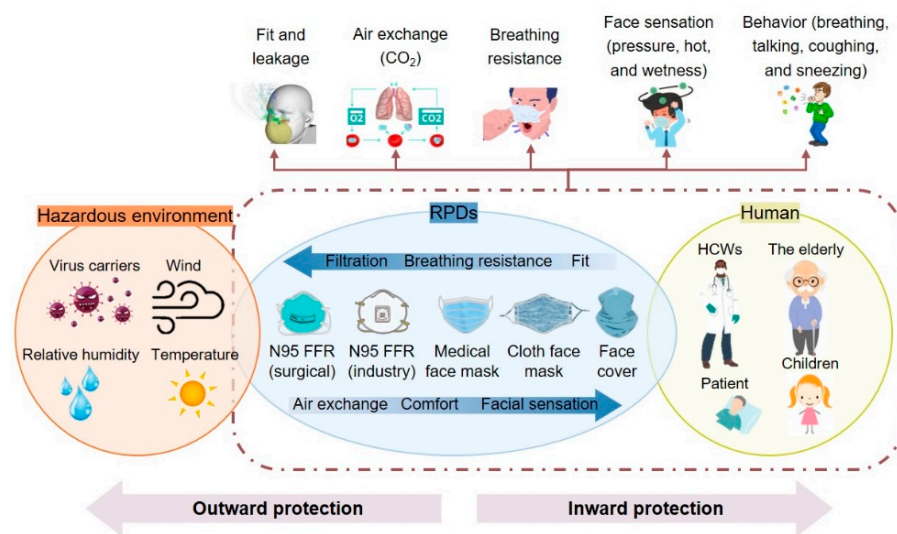 Fit and
leakage
Air exchange
(CO₂)
Breathing
resistance
Face sensation
(pressure, hot,
and wetness)
Behavior (breathing,
talking, coughing,
and sneezing)
O2
CO2
Hazardous environment
RPDs
Human
Virus carriers
Wind
Relative humidity
Temperature
Filtration Breathing resistance Fit
N95 FFR
(surgical)
N95 FFR
(industry)
Medical
face mask
Cloth face
mask
Face
cover
Air exchange Comfort Facial sensation
HCWs
The elderly
Patient
Children
Outward protection
Inward protection